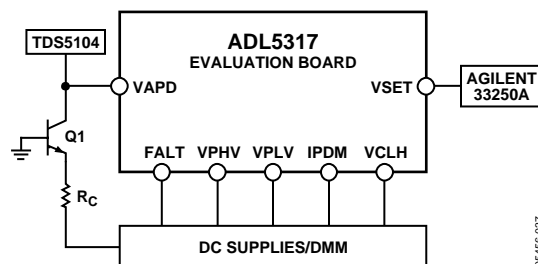 TDS5104
ADL5317
EVALUATION BOARD
VAPD
VSET
AGILENT
33250A
Q1
FALT VPHV VPLV IPDM VCLH
RC
DC SUPPLIES/DMM